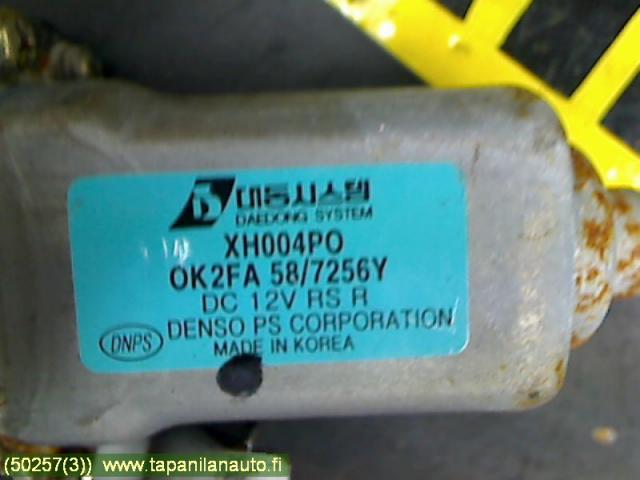 대동시스템
DAEDONG SYSTEM
XH004PO
OK2FA 58/7256Y
DC 12V RS R
DENSO PS CORPORATION
DNPS
MADE IN KOREA
(50257(3)) www.tapanilanauto.fi